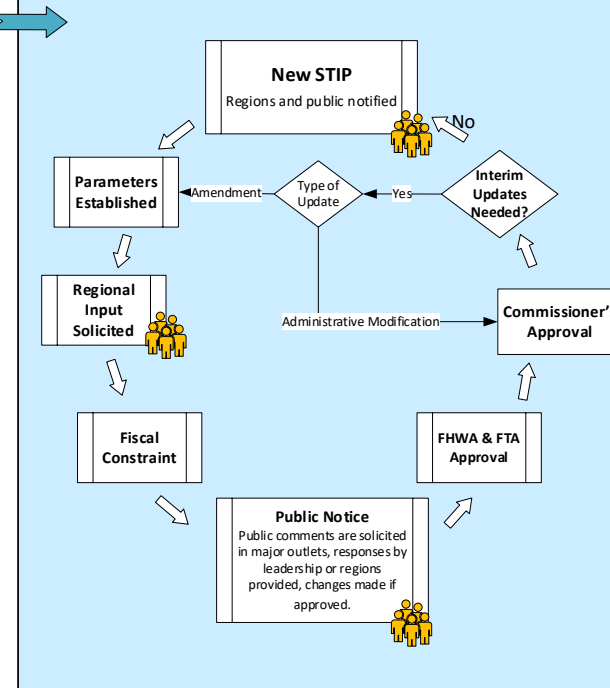 New STIP
Regions and public notified
No
Parameters
Established
Amendment
Type of
Update
Yes
Interim
Updates
Needed?
Regional
Input
Solicited
Administrative Modification
Commissioner'
Approval
Fiscal
Constraint
FHWA & FTA
Approval
Public Notice
Public comments are solicited
in major outlets, responses by
leadership or regions
provided, changes made if
approved.